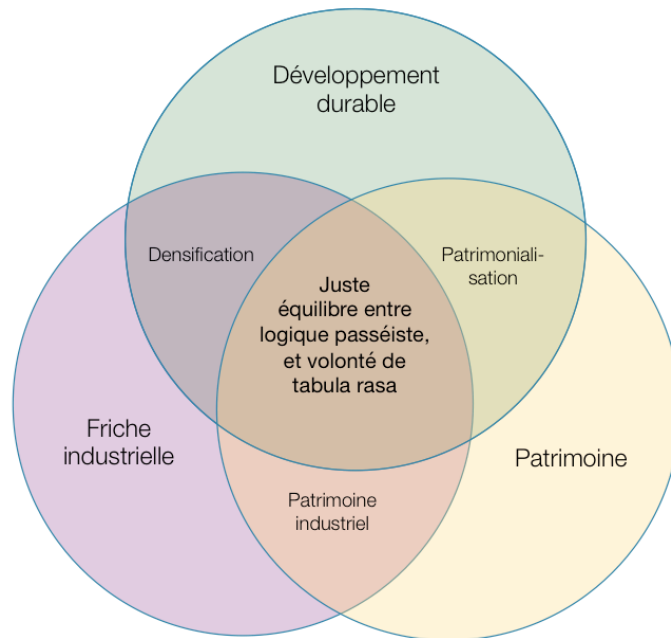 Développement
durable
Densification
Patrimoniali-
sation
Juste
équilibre entre
logique passéiste,
et volonté de
tabula rasa
Friche
industrielle
Patrimoine
Patrimoine
industriel